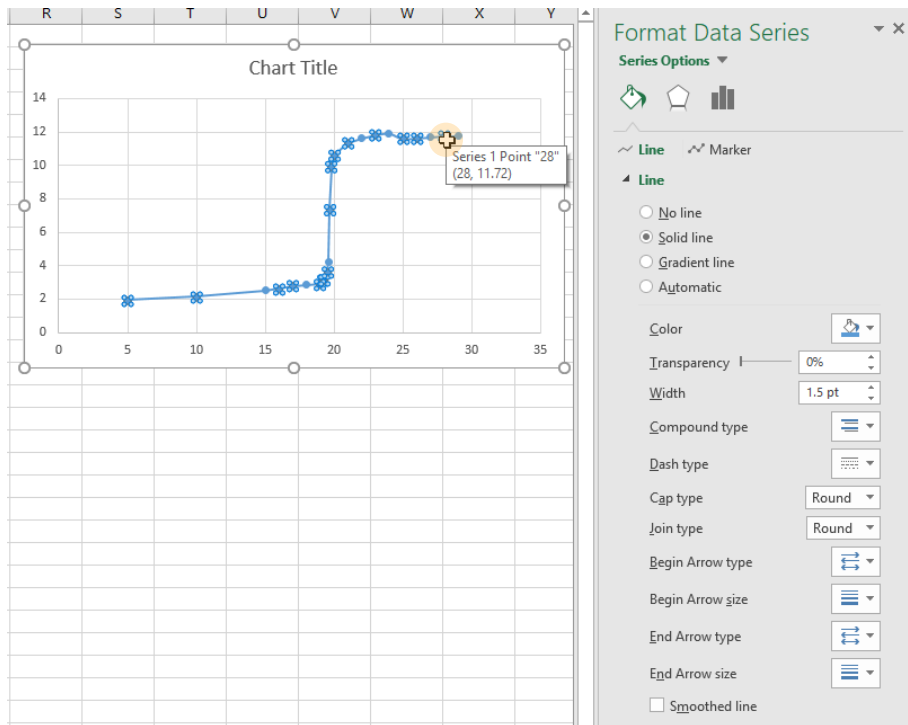 R S T U V W X Y
Chart Title
14
12
10
8
6
4
2
0
0 5 10 15 20 25 30 35
Series 1 Point "28"
(28, 11.72)
Format Data Series
Series Options
Line Marker
Line
No line
Solid line
Gradient line
Automatic
Color
Transparency 0%
Width 1.5 pt
Compound type
Dash type
Cap type Round
Join type Round
Begin Arrow type
Begin Arrow size
End Arrow type
End Arrow size
Smoothed line